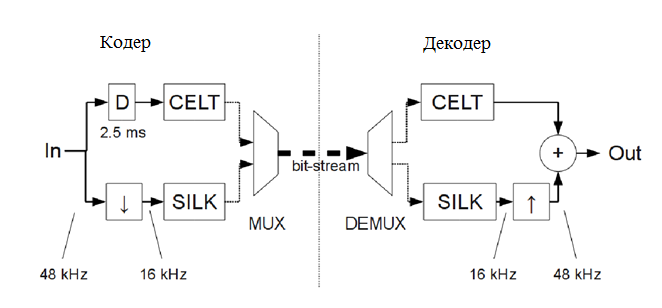 Кодер
Декодер
D
CELT
CELT
2.5 ms
In
+
Out
bit-stream
↓
SILK
SILK
↑
MUX
DEMUX
48 kHz
16 kHz
16 kHz
48 kHz